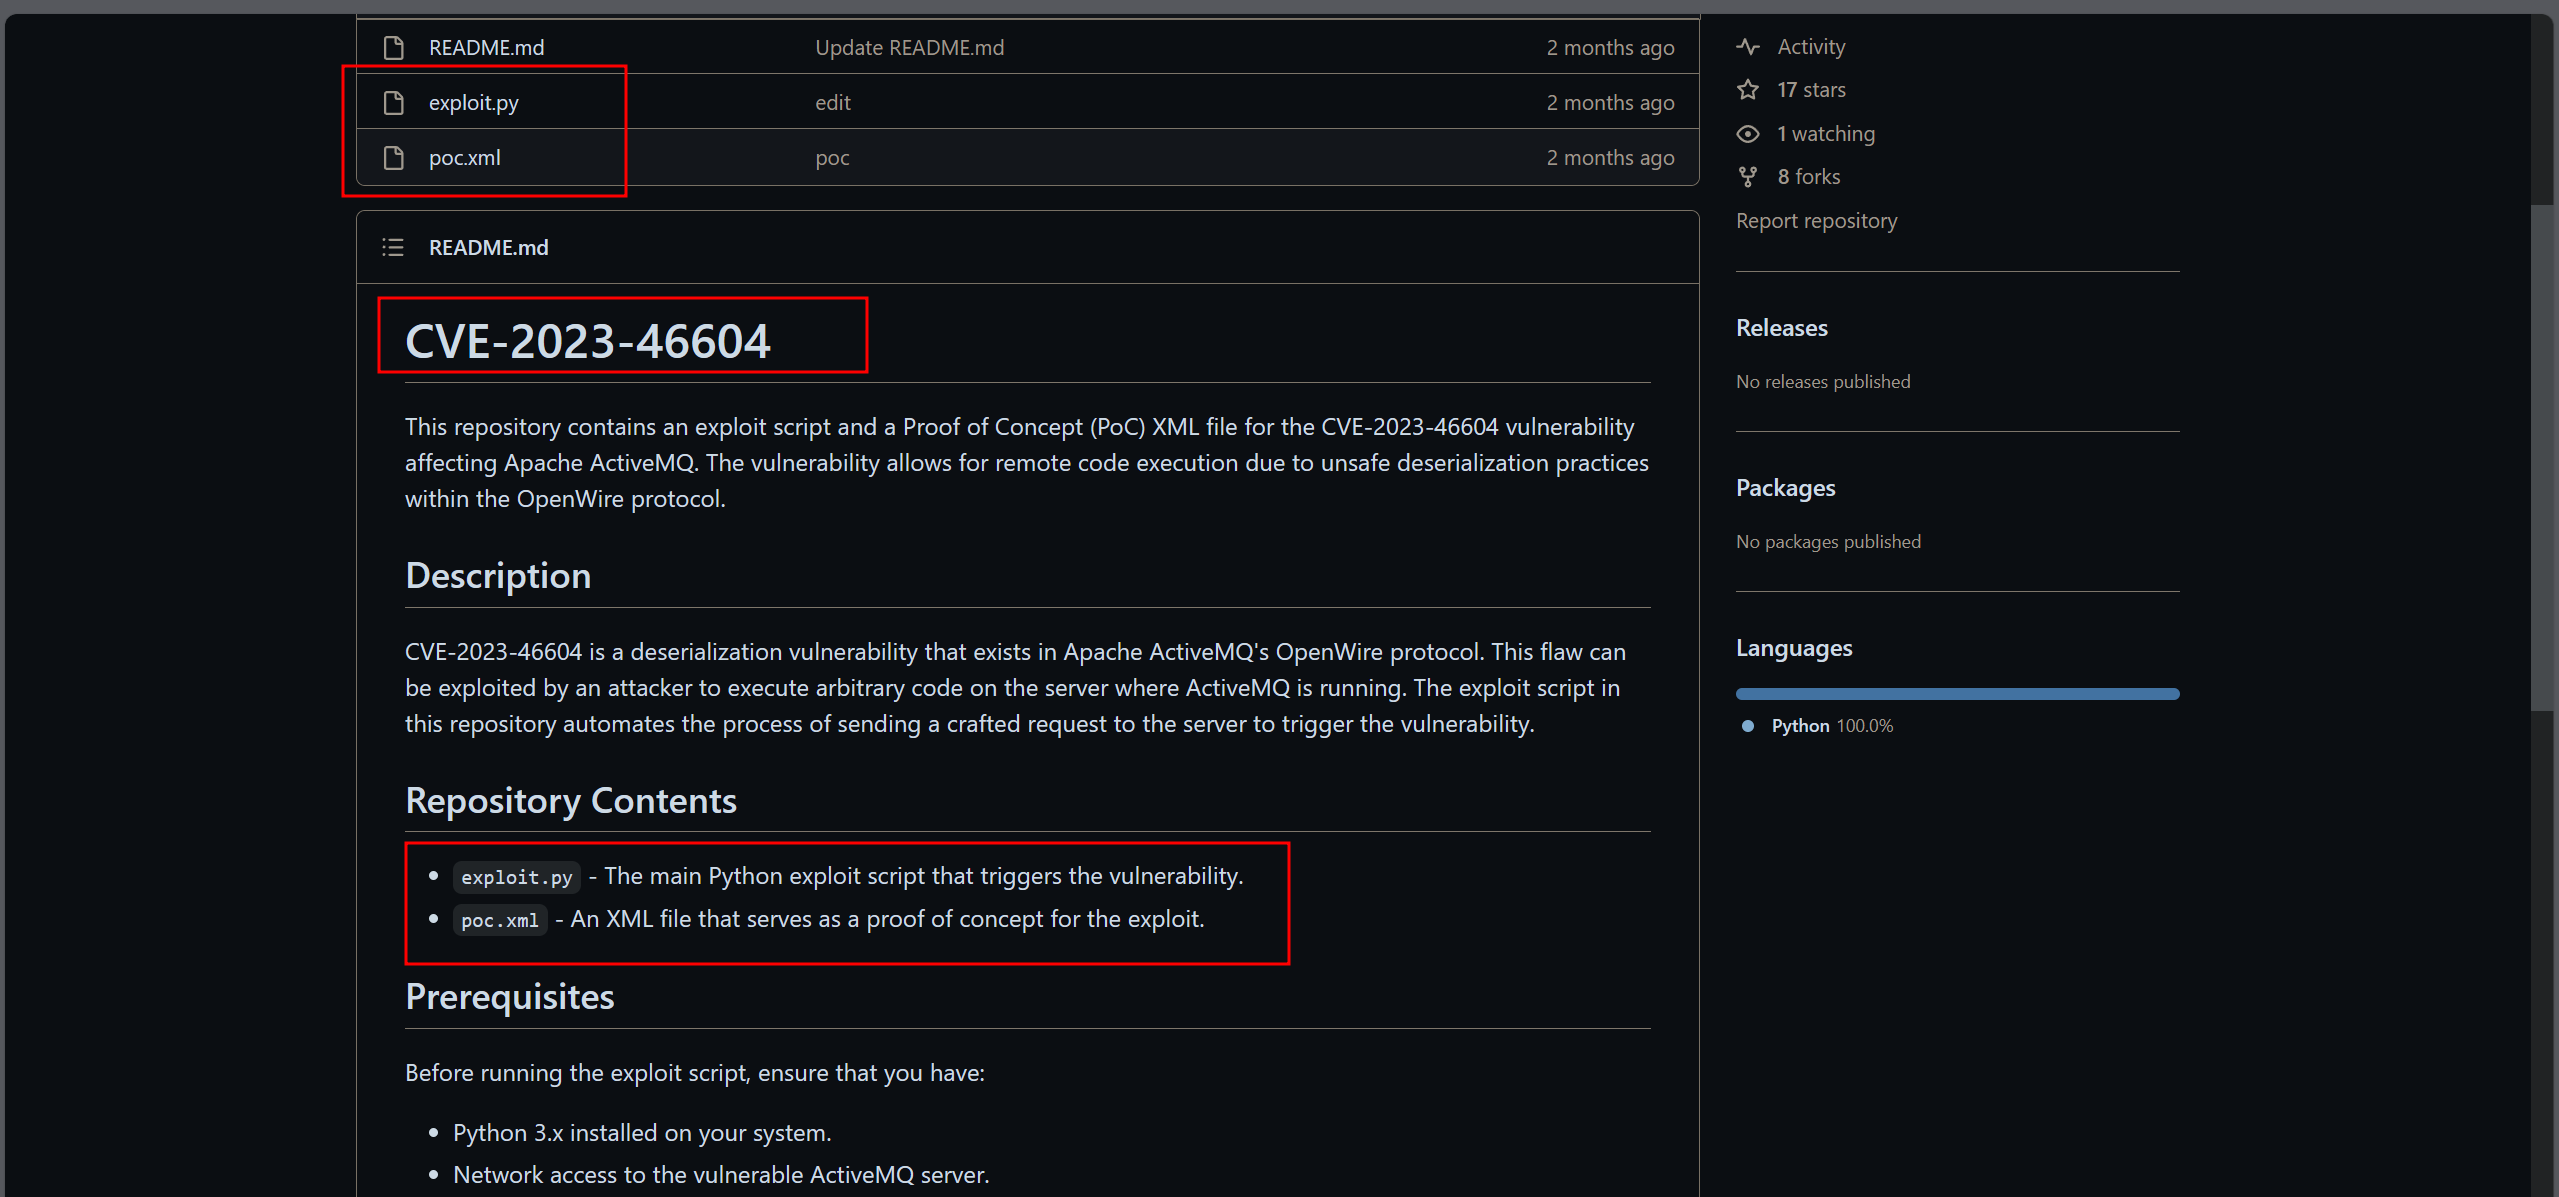 README.md Update README.md 2 months ago
exploit.py edit 2 months ago
poc.xml poc 2 months ago
README.md
CVE-2023-46604
This repository contains an exploit script and a Proof of Concept (PoC) XML file for the CVE-2023-46604 vulnerability
affecting Apache ActiveMQ. The vulnerability allows for remote code execution due to unsafe deserialization practices
within the OpenWire protocol.
Description
CVE-2023-46604 is a deserialization vulnerability that exists in Apache ActiveMQ's OpenWire protocol. This flaw can
be exploited by an attacker to execute arbitrary code on the server where ActiveMQ is running. The exploit script in
this repository automates the process of sending a crafted request to the server to trigger the vulnerability.
Repository Contents
• exploit.py - The main Python exploit script that triggers the vulnerability.
• poc.xml - An XML file that serves as a proof of concept for the exploit.
Prerequisites
Before running the exploit script, ensure that you have:
• Python 3.x installed on your system.
• Network access to the vulnerable ActiveMQ server.
Activity
17 stars
1 watching
8 forks
Report repository
Releases
No releases published
Packages
No packages published
Languages
Python 100.0%